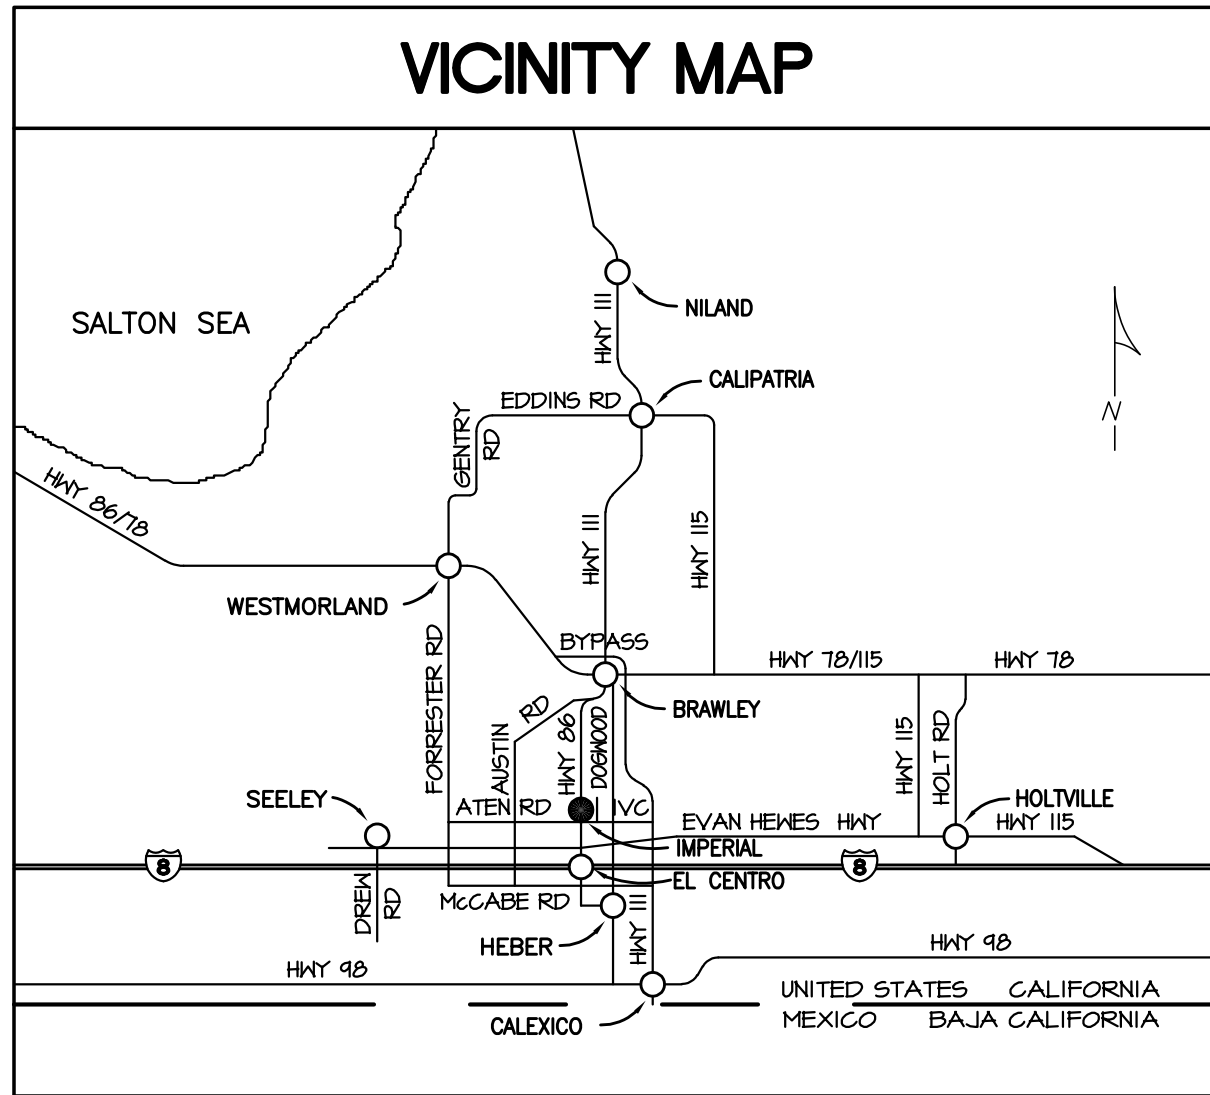 VICINITY MAP
SALTON SEA
NILAND
HWY 111
CALIPATRIA
EDDINS RD
GENTRY
RD
HWY 86/78
HWY 111
HWY 115
WESTMORLAND
BYPASS
HWY 78/115
HWY 78
FORRESTER RD
AUSTIN
RD
HWY 86
DOGWOOD
BRAWLEY
HWY 115
HOLT RD
SEELEY
ATEN RD
IVC
EVAN HEWES HWY
HOLTVILLE
HWY 115
IMPERIAL
8
8
EL CENTRO
DREW
RD
McCABE RD
HWY 111
HEBER
HWY 98
HWY 98
UNITED STATES CALIFORNIA
MEXICO BAJA CALIFORNIA
CALEXICO
N